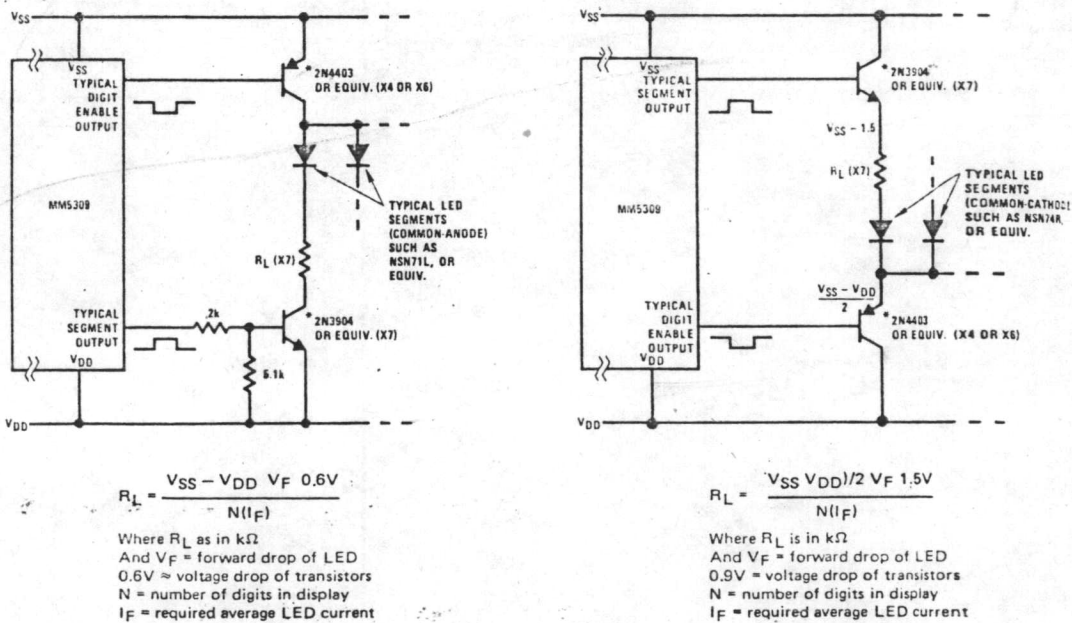 VSS
VSS
TYPICAL
DIGIT
ENABLE
OUTPUT
* 2N4403
OR EQUIV. (X4 OR X6)
MM5309
TYPICAL LED
SEGMENTS
(COMMON-ANODE)
SUCH AS
NSN71L, OR
EQUIV.
RL (X7)
TYPICAL
SEGMENT
OUTPUT
VDD
.2k
5.1k
* 2N3904
OR EQUIV. (X7)
VDD
RL = VSS – VDD VF 0.6V
N(IF)
Where RL as in kΩ
And VF = forward drop of LED
0.6V ≈ voltage drop of transistors
N = number of digits in display
IF = required average LED current
VSS
VSS
TYPICAL
SEGMENT
OUTPUT
* 2N3904
OR EQUIV. (X7)
VSS – 1.5
RL (X7)
MM5309
TYPICAL LED
SEGMENTS
(COMMON-CATHODE)
SUCH AS NSN74R,
OR EQUIV.
VSS – VDD
2
TYPICAL
DIGIT
ENABLE
OUTPUT
VDD
* 2N4403
OR EQUIV. (X4 OR X6)
VDD
RL = VSS VDD)/2 VF 1.5V
N(IF)
Where RL is in kΩ
And VF = forward drop of LED
0.9V = voltage drop of transistors
N = number of digits in display
IF = required average LED current